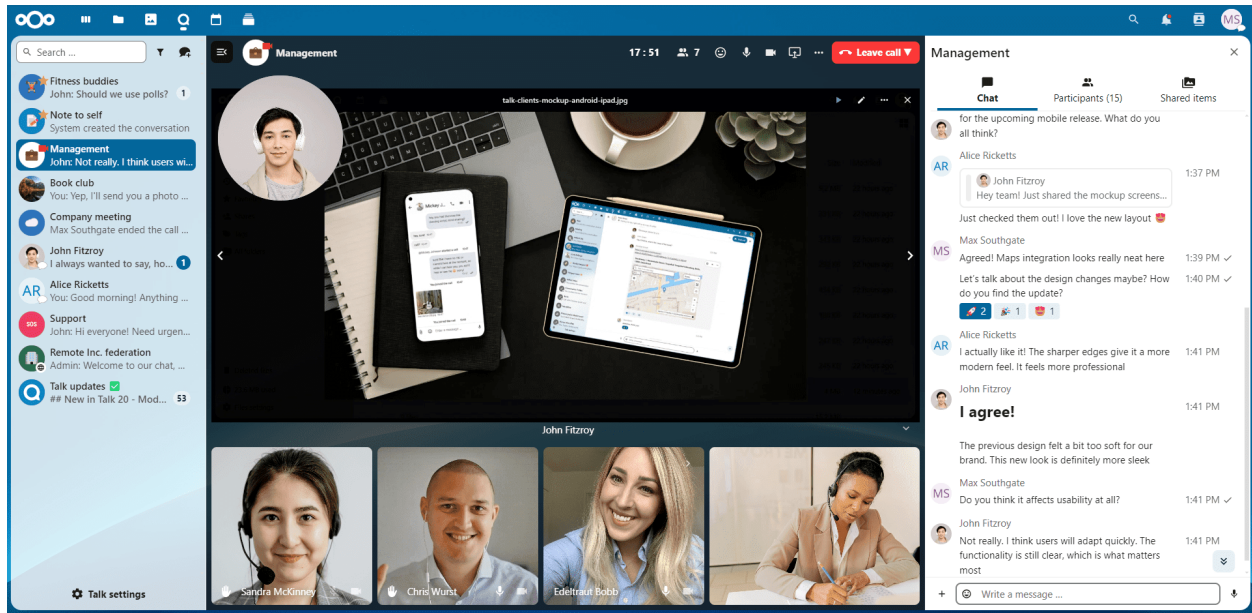 MS
Search ...
Fitness buddies
John: Should we use polls? 1
Note to self
System created the conversation
Management
John: Not really. I think users wi...
Book club
You: Yep, I'll send you a photo ...
Company meeting
Max Southgate ended the call ...
John Fitzroy
I always wanted to say, ho... 1
AR
Alice Ricketts
You: Good morning! Anything ...
SOS
Support
John: Hi everyone! Need urgen...
Remote Inc. federation
Admin: Welcome to our chat, ...
Talk updates ✅
## New in Talk 20 - Mod... 53
Talk settings
Management
17 : 51
7
Leave call
talk-clients-mockup-android-ipad.jpg
John Fitzroy
Sandra McKinney
Chris Wurst
Edeltraut Bobb
Management
Chat
Participants (15)
Shared items
for the upcoming mobile release. What do you
all think?
Alice Ricketts
AR
John Fitzroy
Hey team! Just shared the mockup screens...
1:37 PM
Just checked them out! I love the new layout 😍
Max Southgate
MS
Agreed! Maps integration looks really neat here 1:39 PM
Let's talk about the design changes maybe? How 1:40 PM
do you find the update?
🚀 2 🎉 1 😍 1
Alice Ricketts
AR
I actually like it! The sharper edges give it a more 1:41 PM
modern feel. It feels more professional
John Fitzroy
I agree! 1:41 PM
The previous design felt a bit too soft for our
brand. This new look is definitely more sleek
Max Southgate
MS
Do you think it affects usability at all? 1:41 PM
John Fitzroy
Not really. I think users will adapt quickly. The 1:41 PM
functionality is still clear, which is what matters
most
Write a message ...